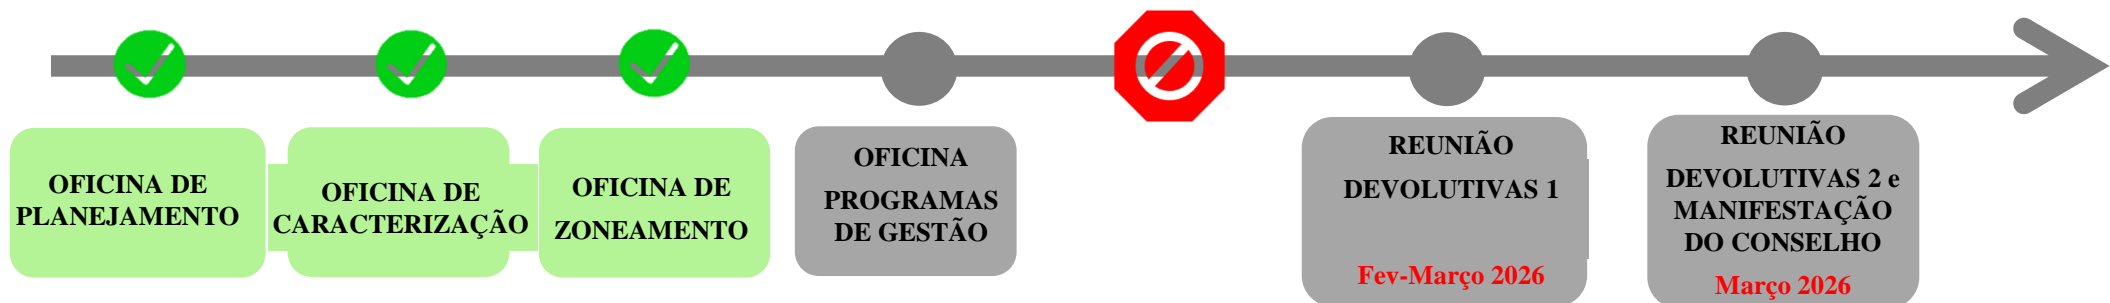 OFICINA DE
PLANEJAMENTO
OFICINA DE
CARACTERIZAÇÃO
OFICINA DE
ZONEAMENTO
OFICINA
PROGRAMAS
DE GESTÃO
REUNIÃO
DEVOLUTIVAS 1
Fev-Março 2026
REUNIÃO
DEVOLUTIVAS 2 e
MANIFESTAÇÃO
DO CONSELHO
Março 2026